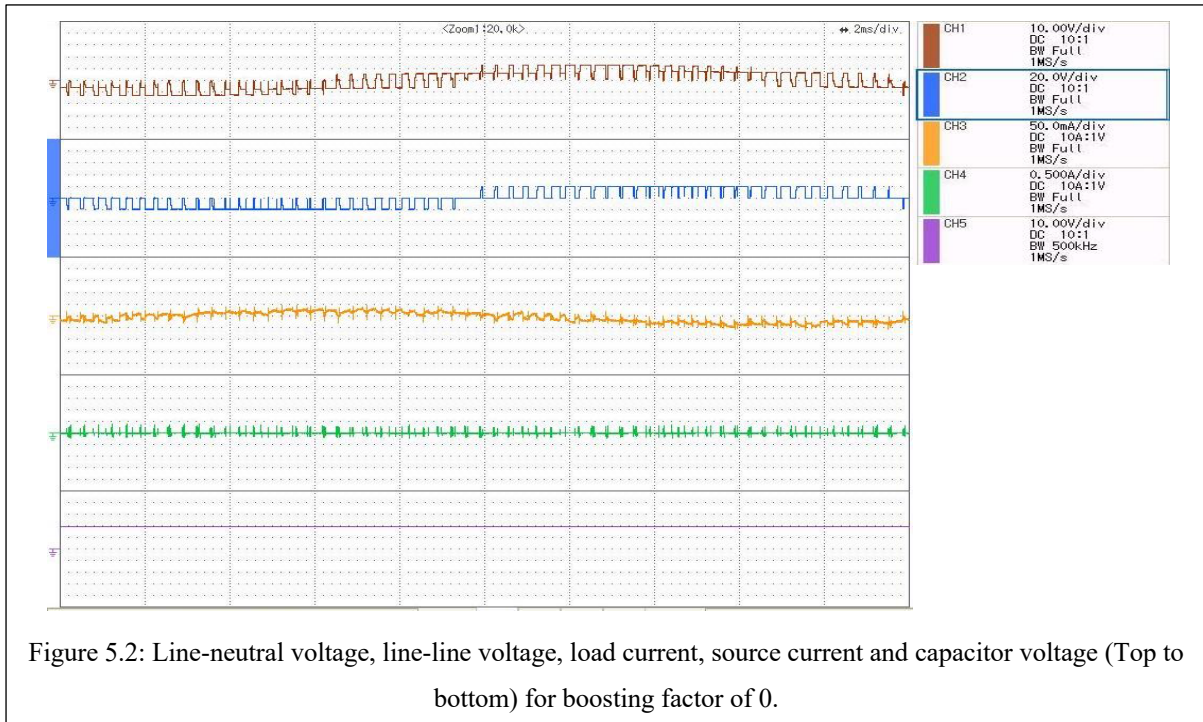 <Zoom1:20.0k>
↔ 2ms/div
CH1 10.00V/div
DC 10:1
BW Full
1MS/s
CH2 20.0V/div
DC 10:1
BW Full
1MS/s
CH3 50.0mA/div
DC 10A:1V
BW Full
1MS/s
CH4 0.500A/div
DC 10A:1V
BW Full
1MS/s
CH5 10.00V/div
DC 10:1
BW 500kHz
1MS/s
Figure 5.2: Line-neutral voltage, line-line voltage, load current, source current and capacitor voltage (Top to
bottom) for boosting factor of 0.